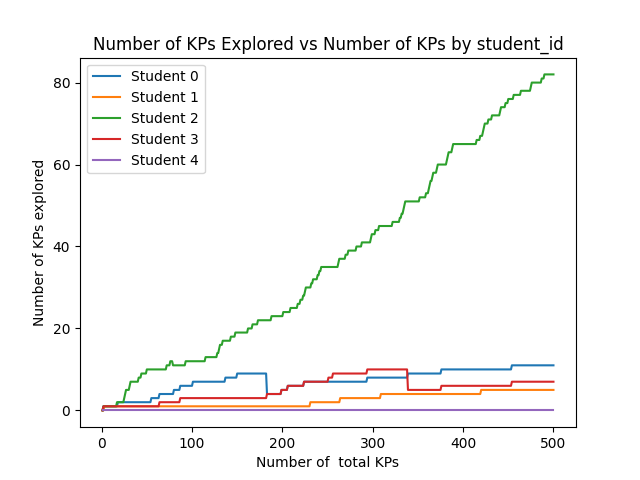 Number of KPs Explored vs Number of KPs by student_id
Student 0
Student 1
Student 2
Student 3
Student 4
80
60
40
20
0
Number of KPs explored
0 100 200 300 400 500
Number of  total KPs